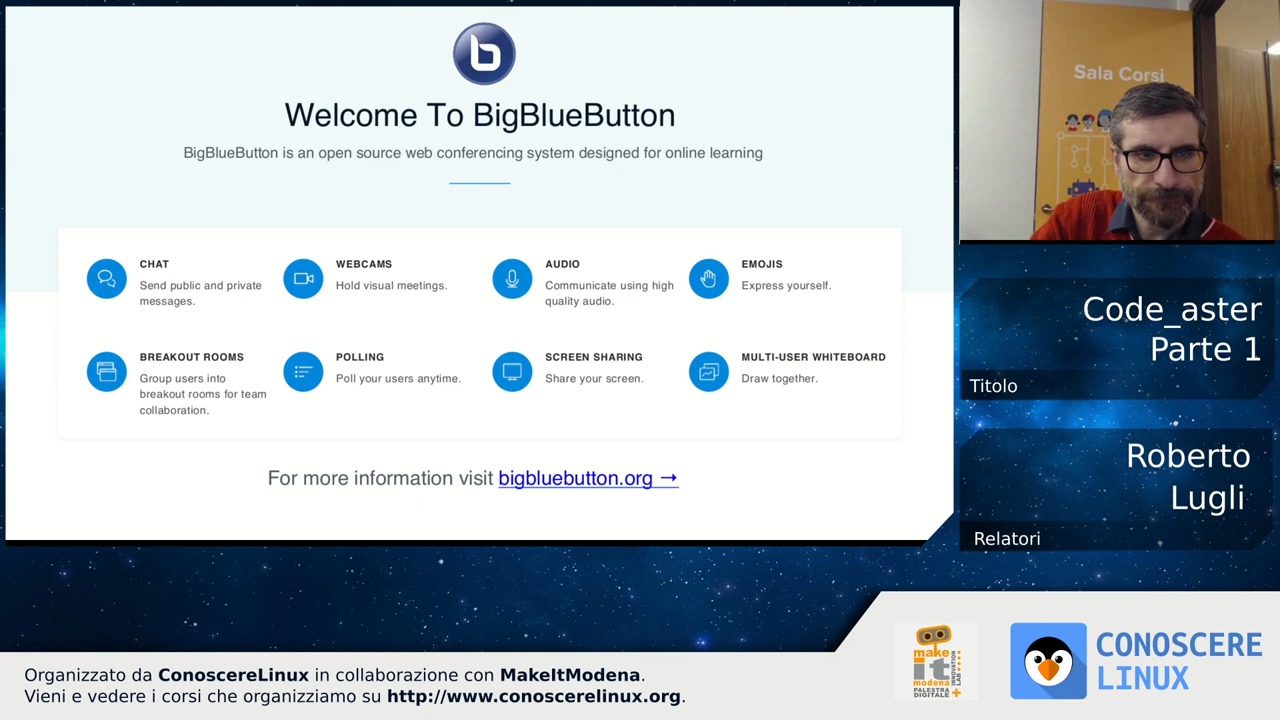 Welcome To BigBlueButton
BigBlueButton is an open source web conferencing system designed for online learning
CHAT
Send public and private
messages.
WEBCAMS
Hold visual meetings.
AUDIO
Communicate using high
quality audio.
EMOJIS
Express yourself.
BREAKOUT ROOMS
Group users into
breakout rooms for team
collaboration.
POLLING
Poll your users anytime.
SCREEN SHARING
Share your screen.
MULTI-USER WHITEBOARD
Draw together.
For more information visit bigbluebutton.org →
Sala Corsi
Code_aster
Parte 1
Titolo
Roberto
Lugli
Relatori
Organizzato da ConoscereLinux in collaborazione con MakeItModena.
Vieni e vedere i corsi che organizziamo su http://www.conoscerelinux.org.
make
it
modena
PALESTRA
DIGITALE
INNOVATION
LAB
CONOSCERE
LINUX